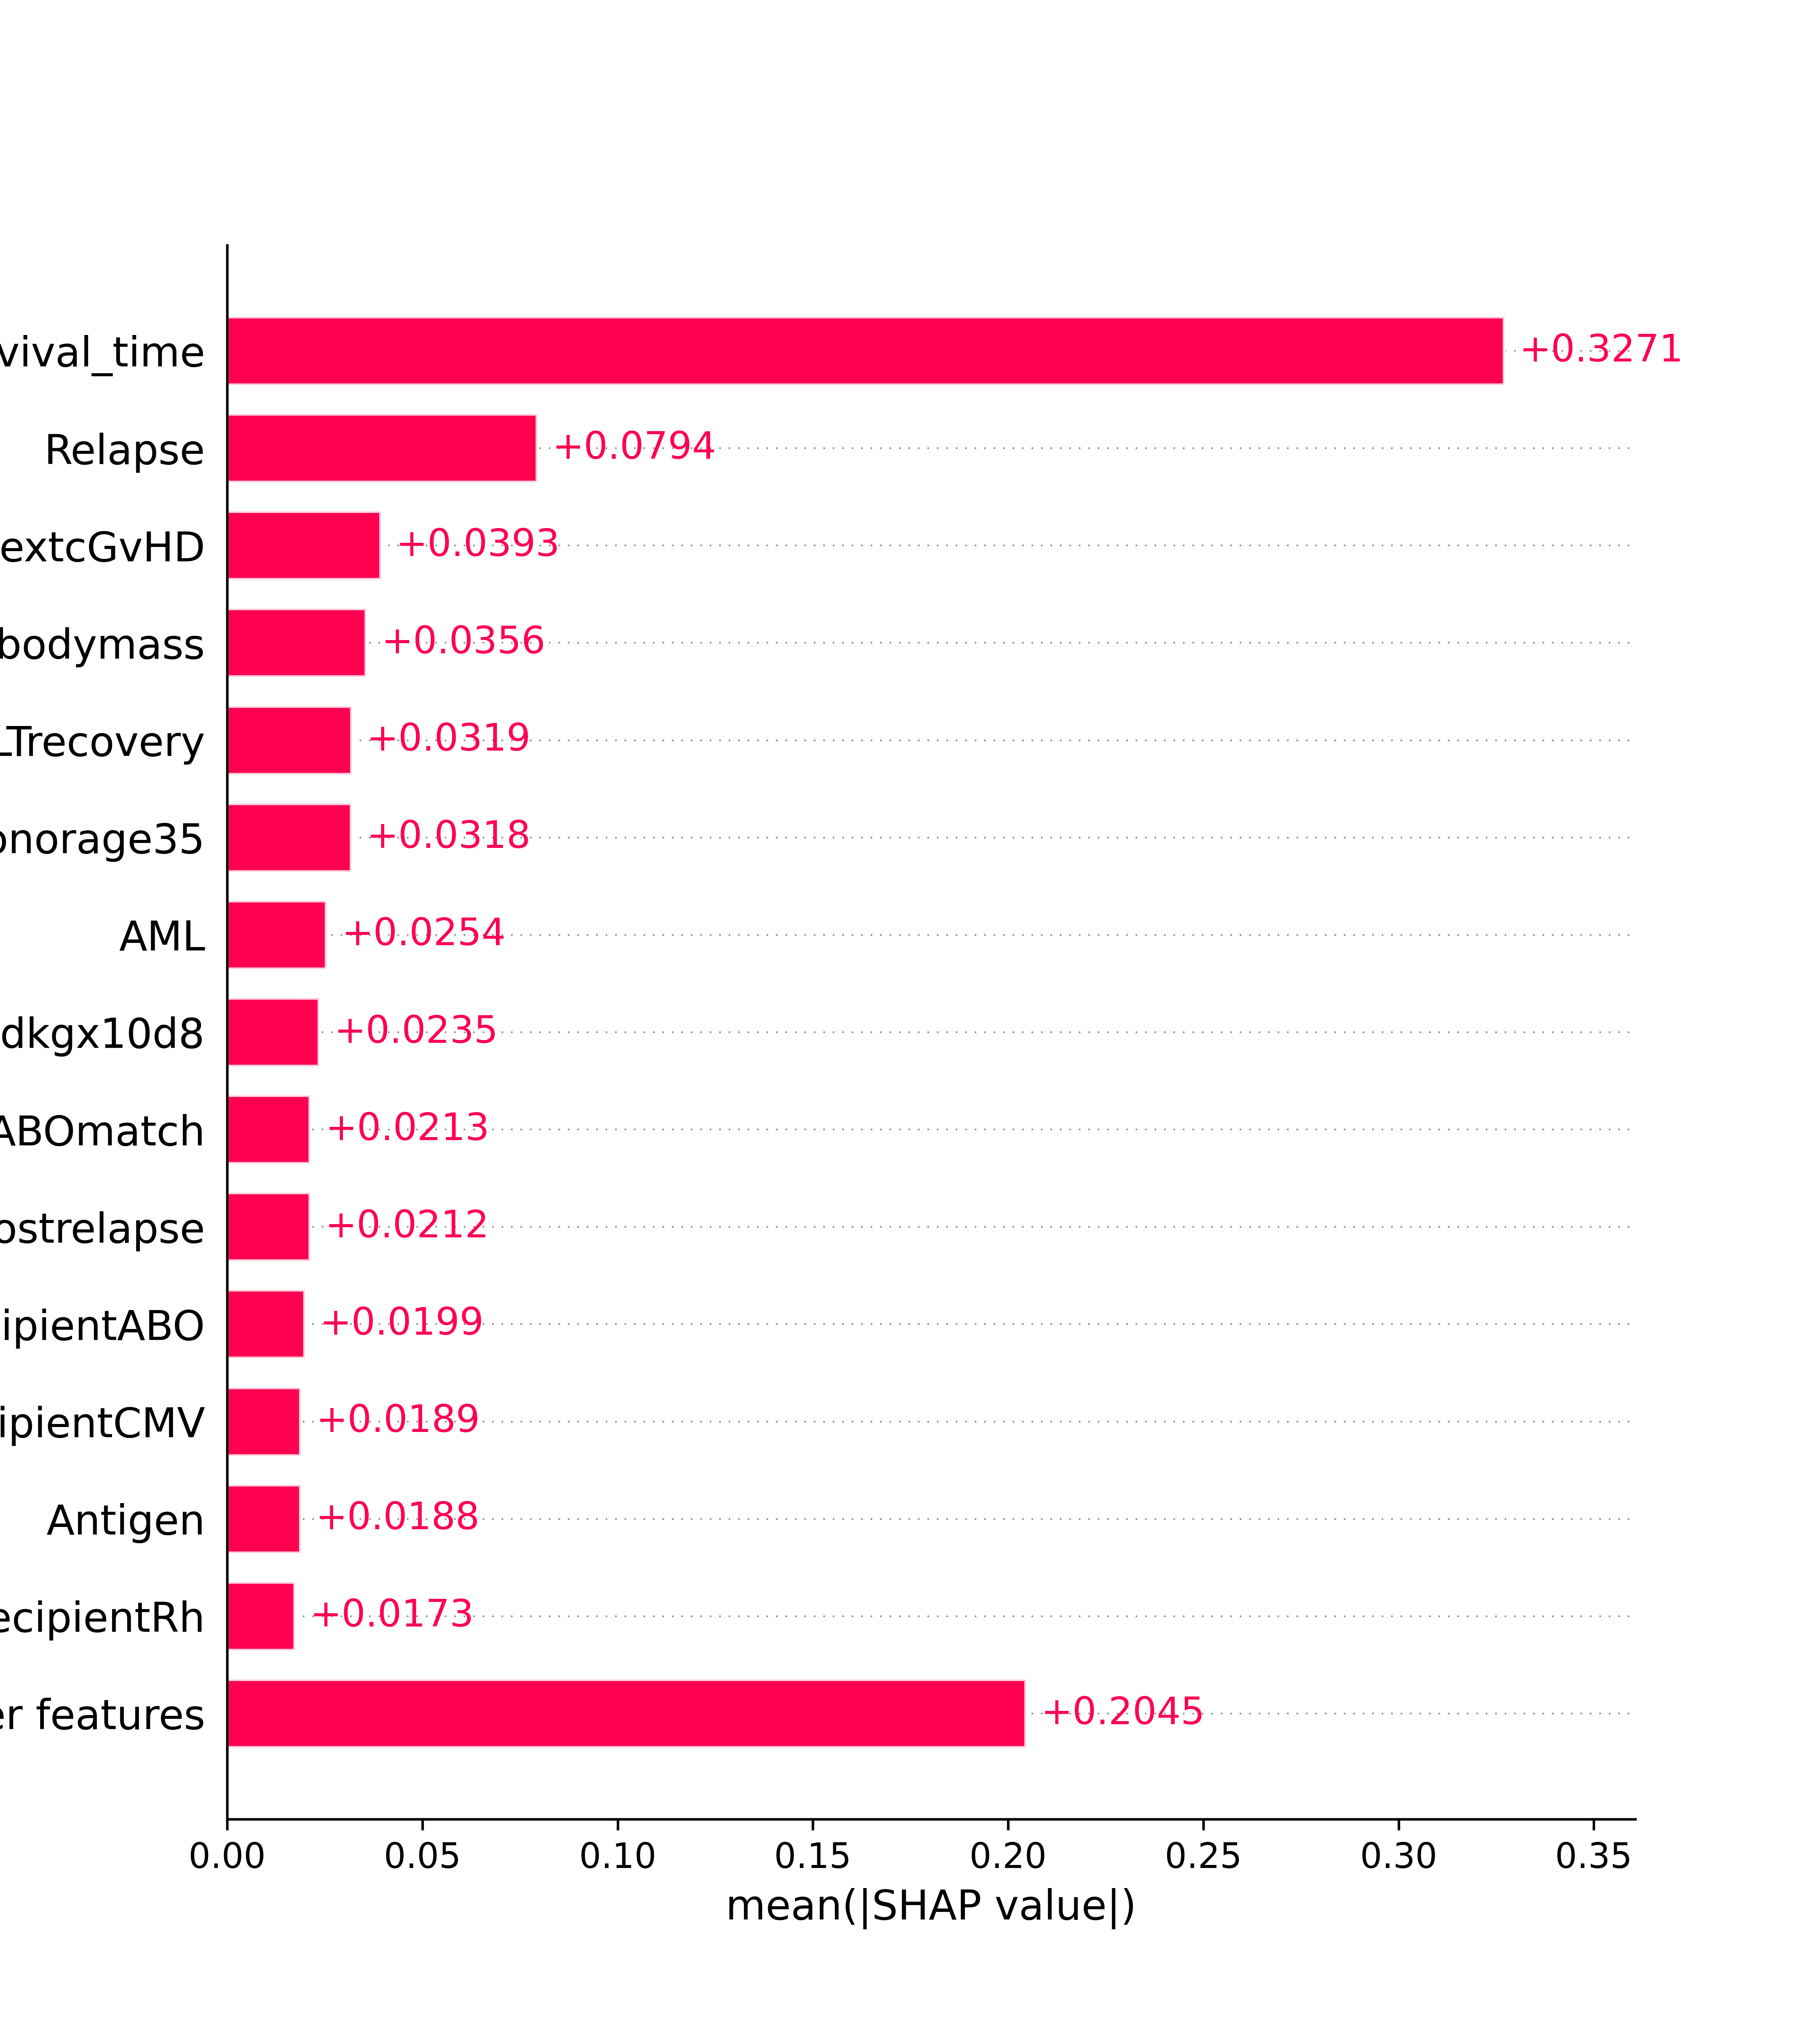 vival_time +0.3271
Relapse +0.0794
extcGvHD +0.0393
bodymass +0.0356
LTrecovery +0.0319
onorage35 +0.0318
AML +0.0254
dkgx10d8 +0.0235
ABOmatch +0.0213
ostrelapse +0.0212
ipientABO +0.0199
ipientCMV +0.0189
Antigen +0.0188
ecipientRh +0.0173
er features +0.2045
0.00 0.05 0.10 0.15 0.20 0.25 0.30 0.35
mean(|SHAP value|)